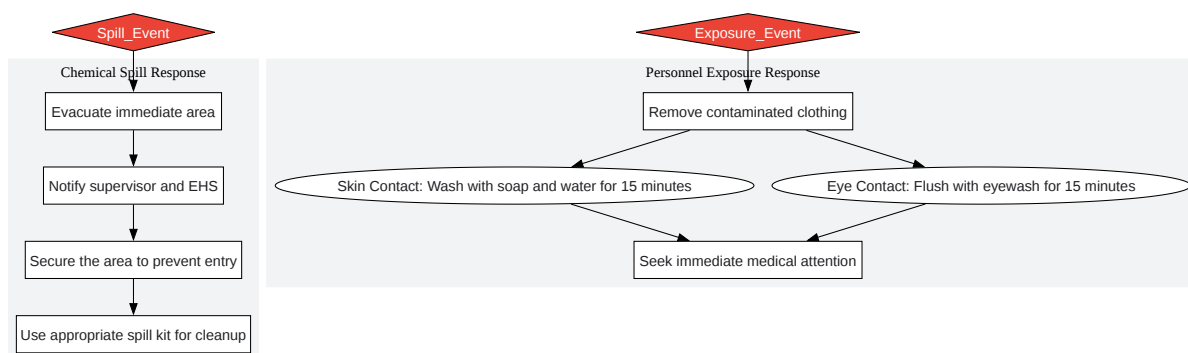 Spill_Event
Chemical Spill Response
Evacuate immediate area
Notify supervisor and EHS
Secure the area to prevent entry
Use appropriate spill kit for cleanup
Exposure_Event
Personnel Exposure Response
Remove contaminated clothing
Skin Contact: Wash with soap and water for 15 minutes
Eye Contact: Flush with eyewash for 15 minutes
Seek immediate medical attention